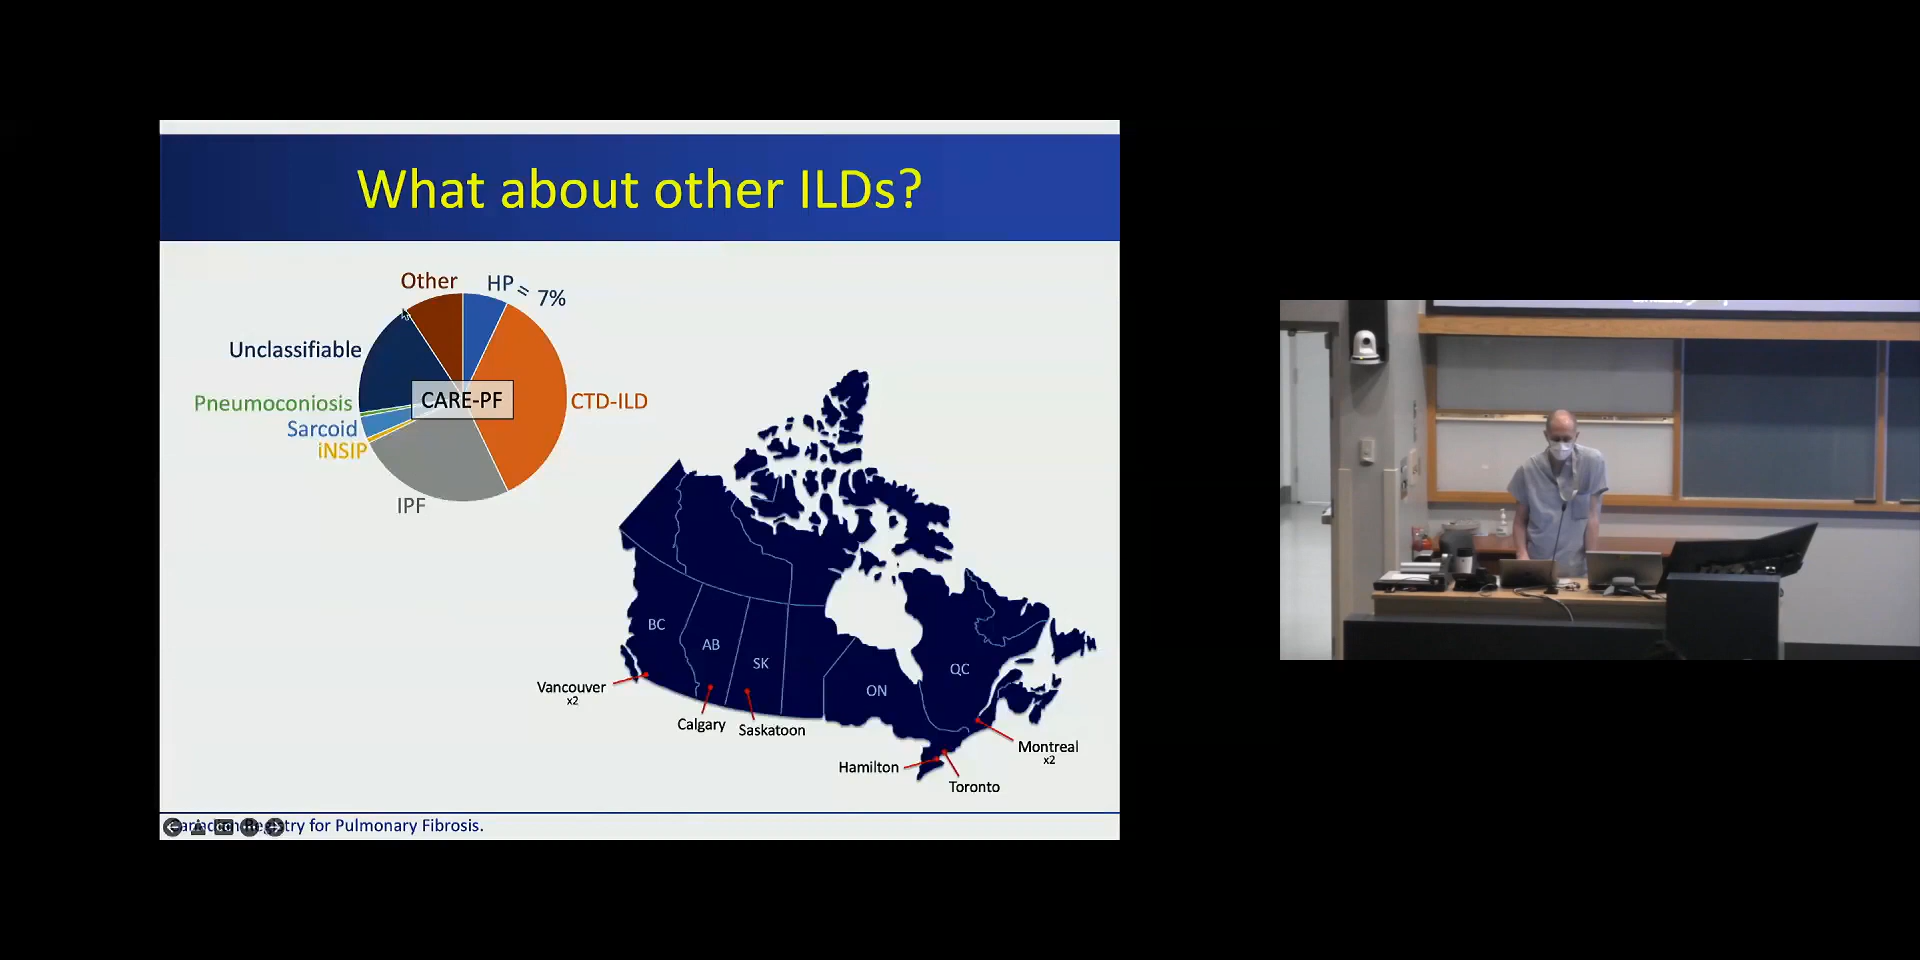 What about other ILDs?
Other
HP = 7%
Unclassifiable
CARE-PF
CTD-ILD
Pneumoconiosis
Sarcoid
iNSIP
IPF
BC
AB
SK
ON
QC
Vancouver
x2
Calgary
Saskatoon
Montreal
x2
Hamilton
Toronto
Canadian Registry for Pulmonary Fibrosis.